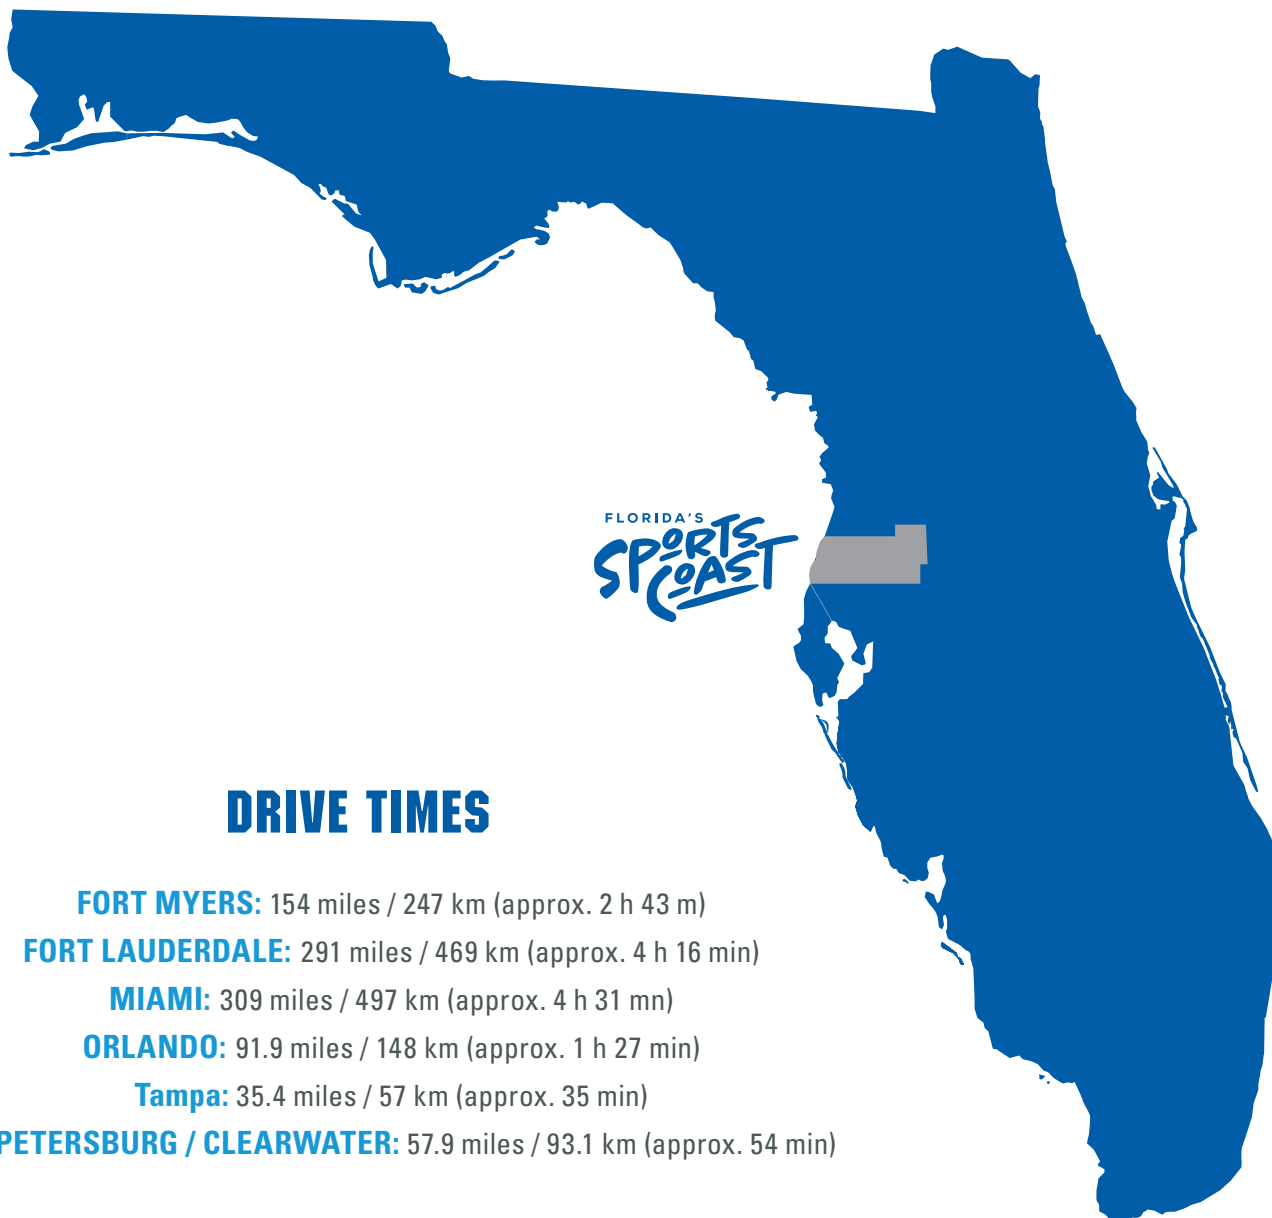 FLORIDA'S
SPORTS
COAST
DRIVE TIMES
FORT MYERS: 154 miles / 247 km (approx. 2 h 43 m)
FORT LAUDERDALE: 291 miles / 469 km (approx. 4 h 16 min)
MIAMI: 309 miles / 497 km (approx. 4 h 31 mn)
ORLANDO: 91.9 miles / 148 km (approx. 1 h 27 min)
Tampa: 35.4 miles / 57 km (approx. 35 min)
PETERSBURG / CLEARWATER: 57.9 miles / 93.1 km (approx. 54 min)